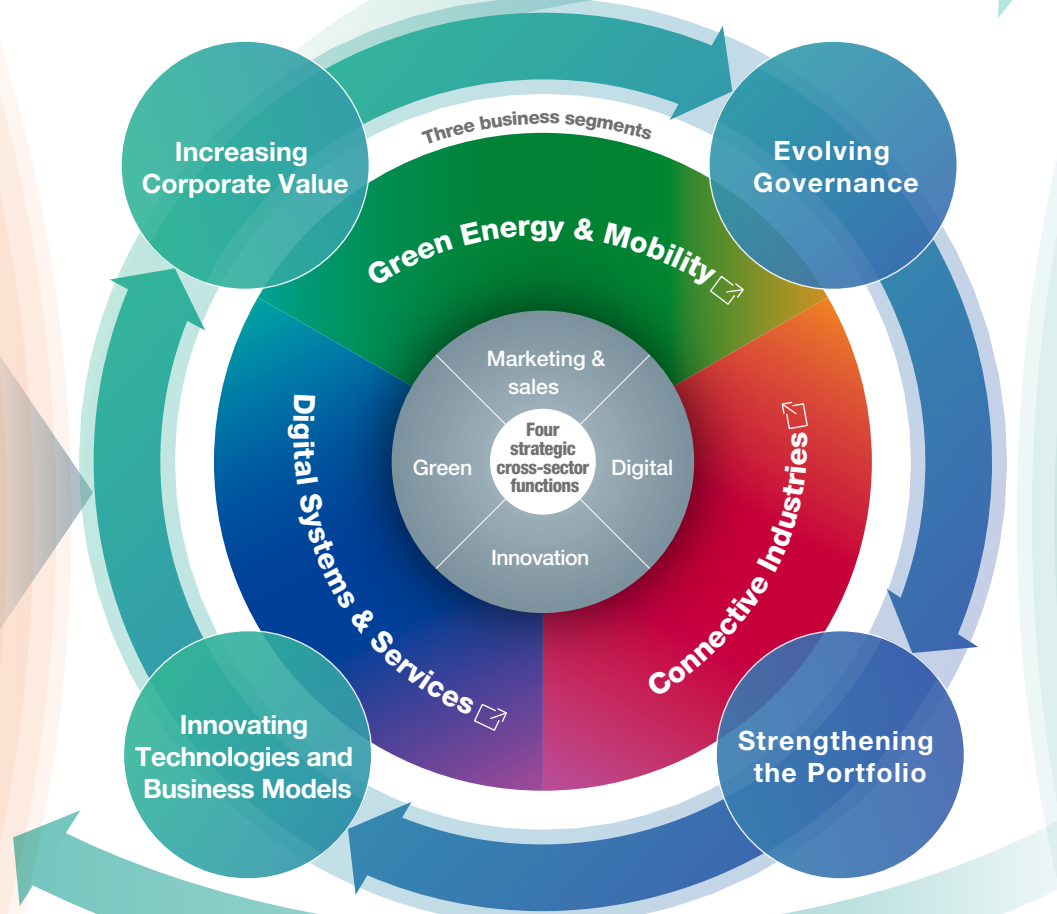 Increasing
Corporate Value
Evolving
Governance
Three business segments
Green Energy & Mobility
Digital Systems & Services
Connective Industries
Marketing &
sales
Green
Four
strategic
cross-sector
functions
Digital
Innovation
Innovating
Technologies and
Business Models
Strengthening
the Portfolio